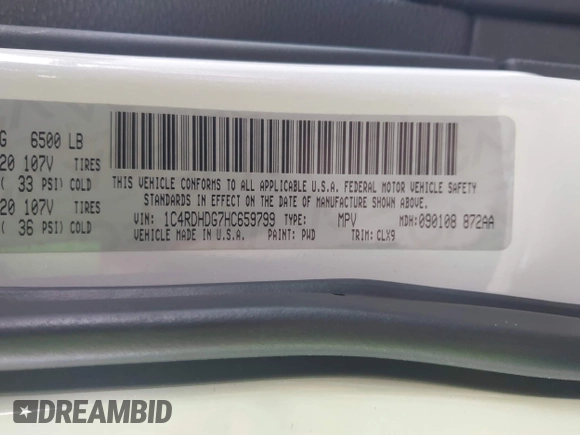 G 6500 LB
20 107V TIRES
( 33 PSI) COLD
20 107V TIRES
( 36 PSI) COLD
THIS VEHICLE CONFORMS TO ALL APPLICABLE U.S.A. FEDERAL MOTOR VEHICLE SAFETY
STANDARDS IN EFFECT ON THE DATE OF MANUFACTURE SHOWN ABOVE
VIN: 1C4RDHDG7HC659799 TYPE: MPV MDH:090108 872AA
VEHICLE MADE IN U.S.A. PAINT: PWD TRIM: CLX9
DREAMBID